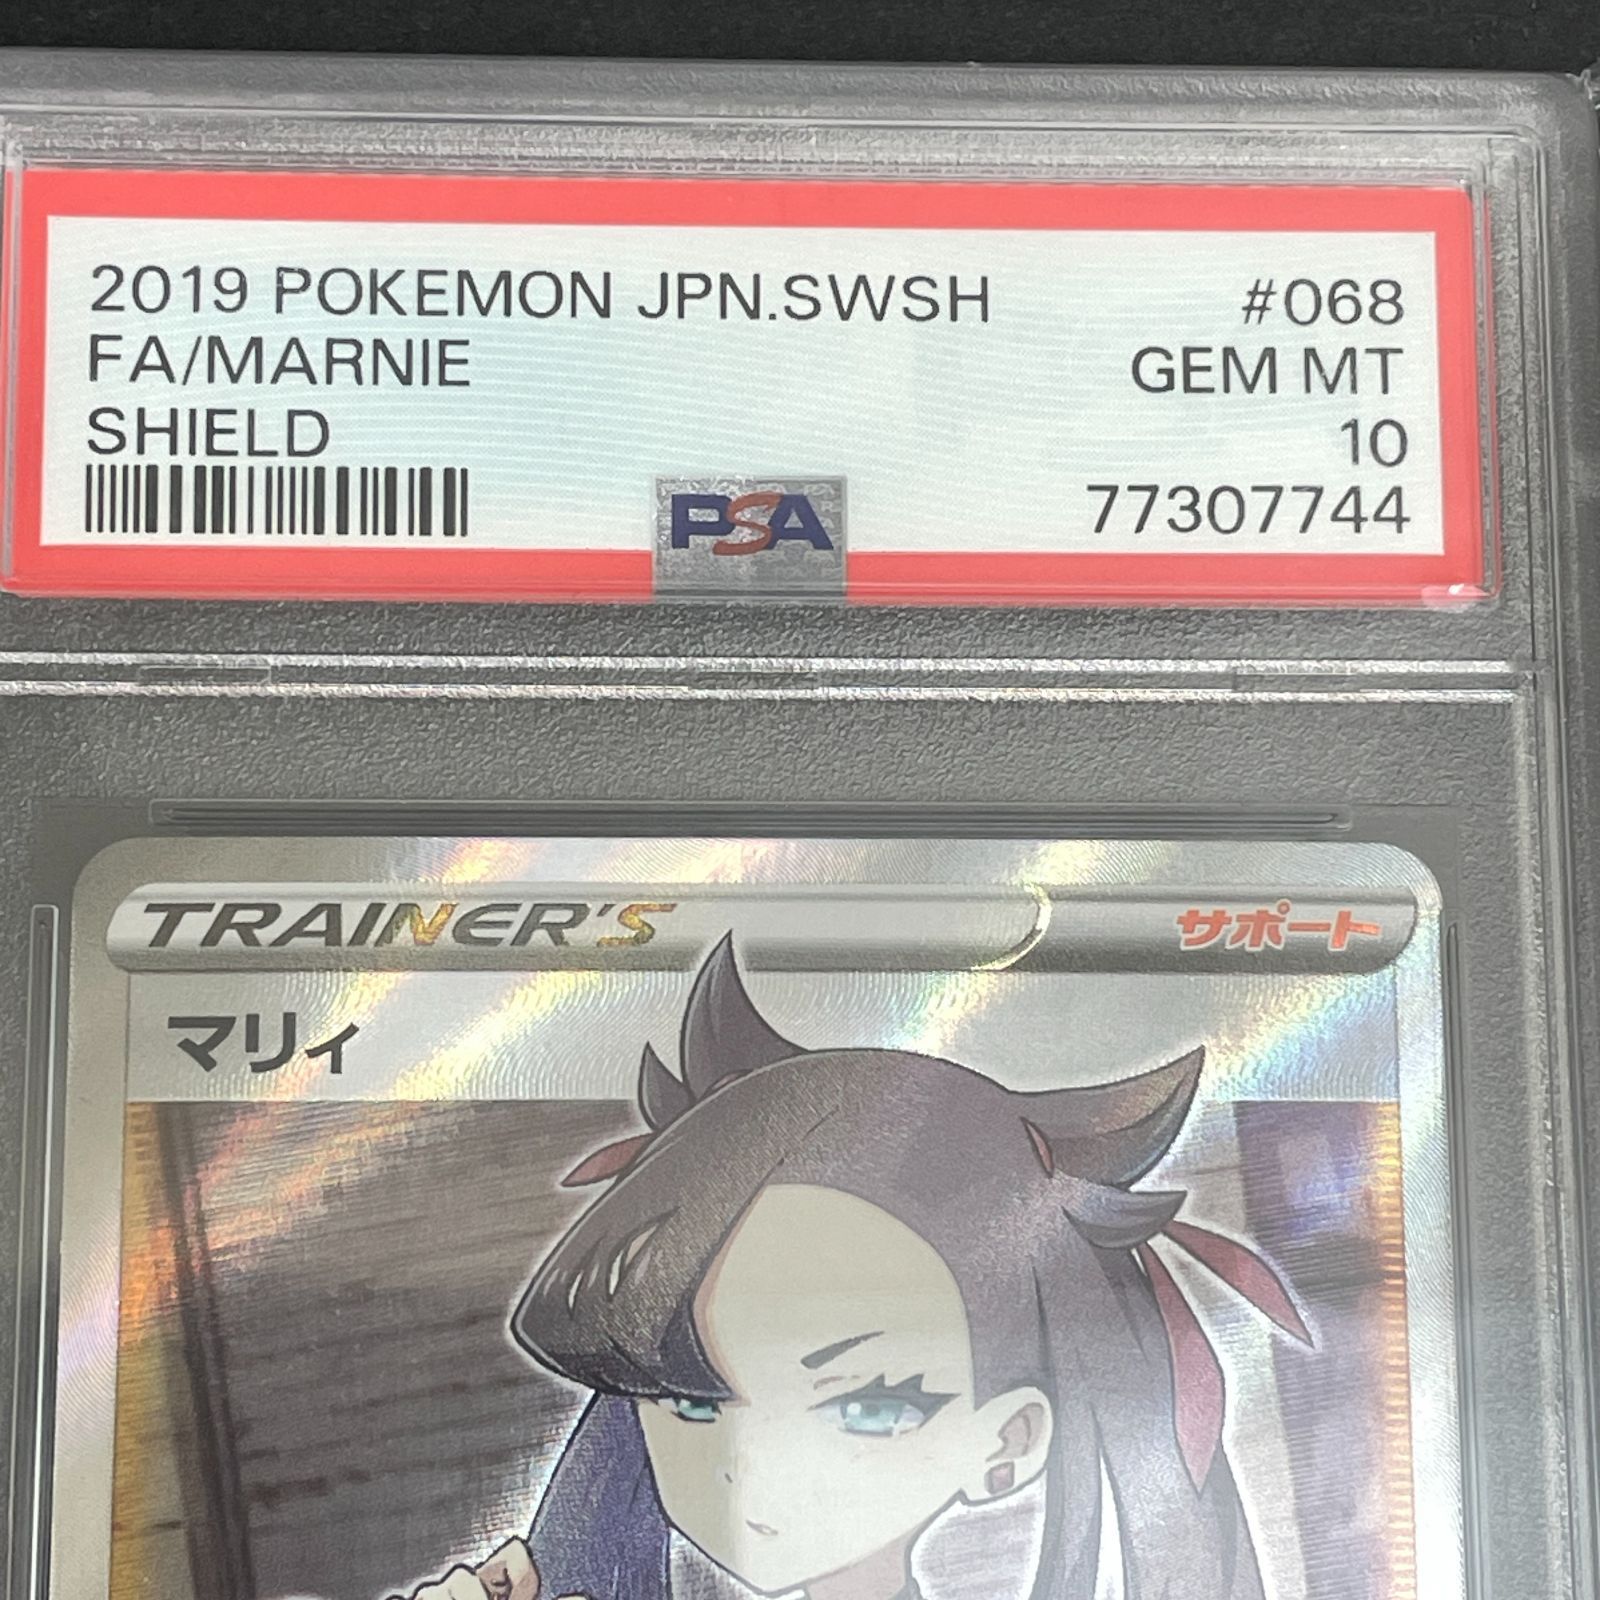 2019 POKEMON JPN.SWSH #068
FA/MARNIE GEM MT
SHIELD 10
PSA 77307744
TRAINER'S サポート
マリィ